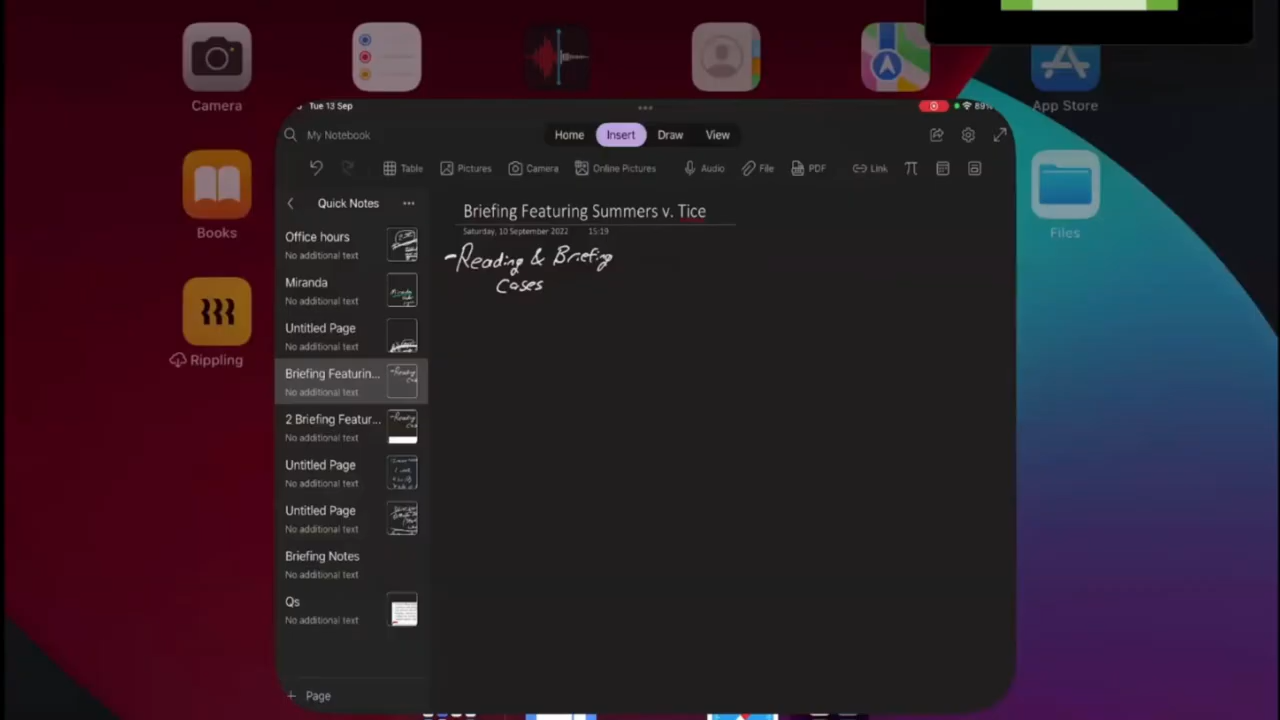 Camera
App Store
Books
Files
Rippling
Tue 13 Sep
89%
My Notebook
Home
Insert
Draw
View
Table
Pictures
Camera
Online Pictures
Audio
File
PDF
Link
Quick Notes
Office hours
No additional text
Miranda
No additional text
Untitled Page
No additional text
Briefing Featurin...
No additional text
2 Briefing Featur...
No additional text
Untitled Page
No additional text
Untitled Page
No additional text
Briefing Notes
No additional text
Qs
No additional text
+ Page
Briefing Featuring Summers v. Tice
Saturday, 10 September 2022 15:19
-Reading & Briefing
Cases